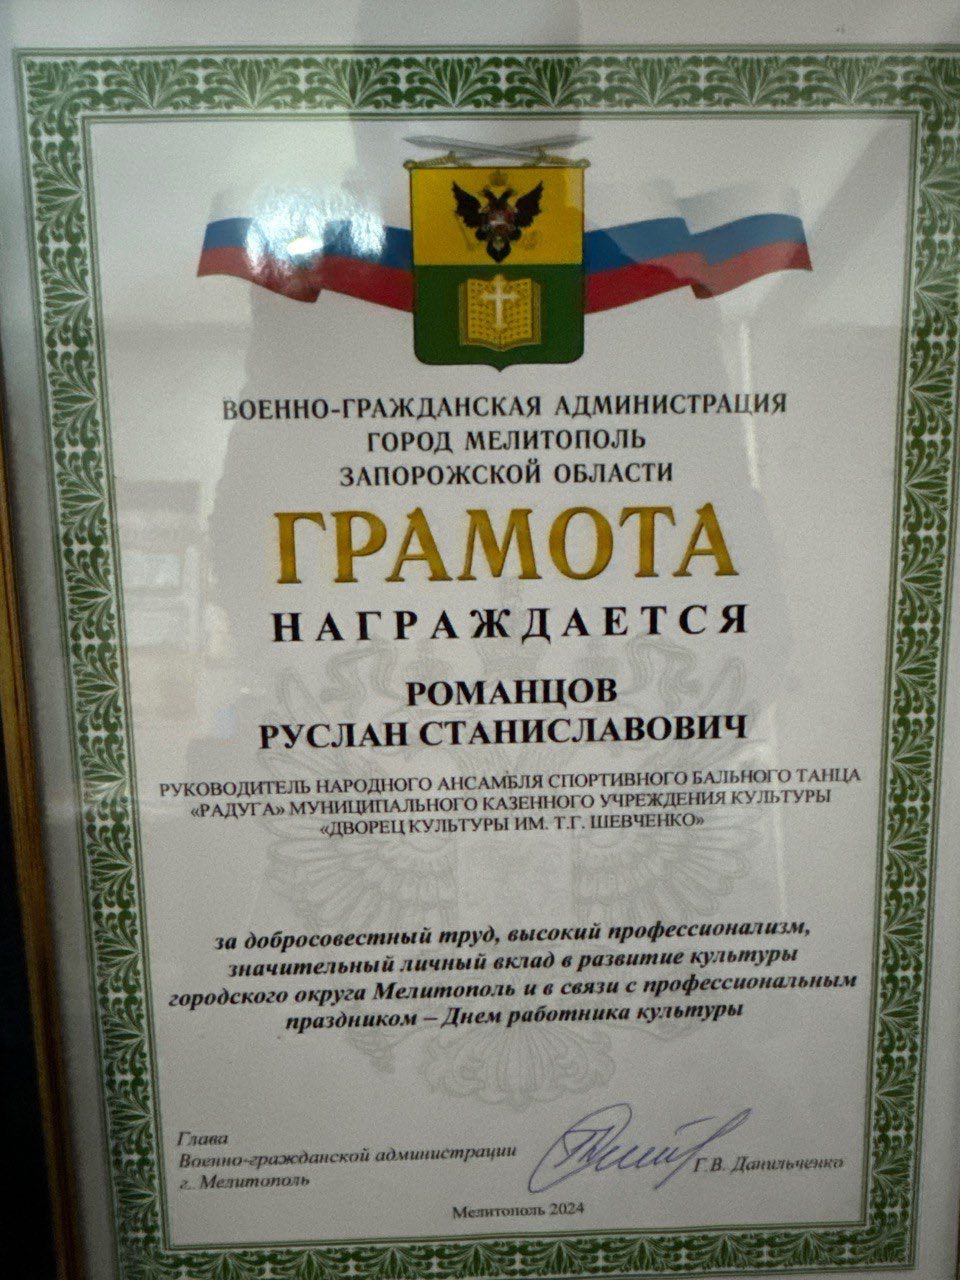 ВОЕННО-ГРАЖДАНСКАЯ АДМИНИСТРАЦИЯ
ГОРОД МЕЛИТОПОЛЬ
ЗАПОРОЖСКОЙ ОБЛАСТИ
ГРАМОТА
НАГРАЖДАЕТСЯ
РОМАНЦОВ
РУСЛАН СТАНИСЛАВОВИЧ
РУКОВОДИТЕЛЬ НАРОДНОГО АНСАМБЛЯ СПОРТИВНОГО БАЛЬНОГО ТАНЦА
«РАДУГА» МУНИЦИПАЛЬНОГО КАЗЕННОГО УЧРЕЖДЕНИЯ КУЛЬТУРЫ
«ДВОРЕЦ КУЛЬТУРЫ ИМ. Т.Г. ШЕВЧЕНКО»
за добросовестный труд, высокий профессионализм,
значительный личный вклад в развитие культуры
городского округа Мелитополь и в связи с профессиональным
праздником – Днем работника культуры
Глава
Военно-гражданской администрации
г. Мелитополь
Г.В. Данильченко
Мелитополь 2024